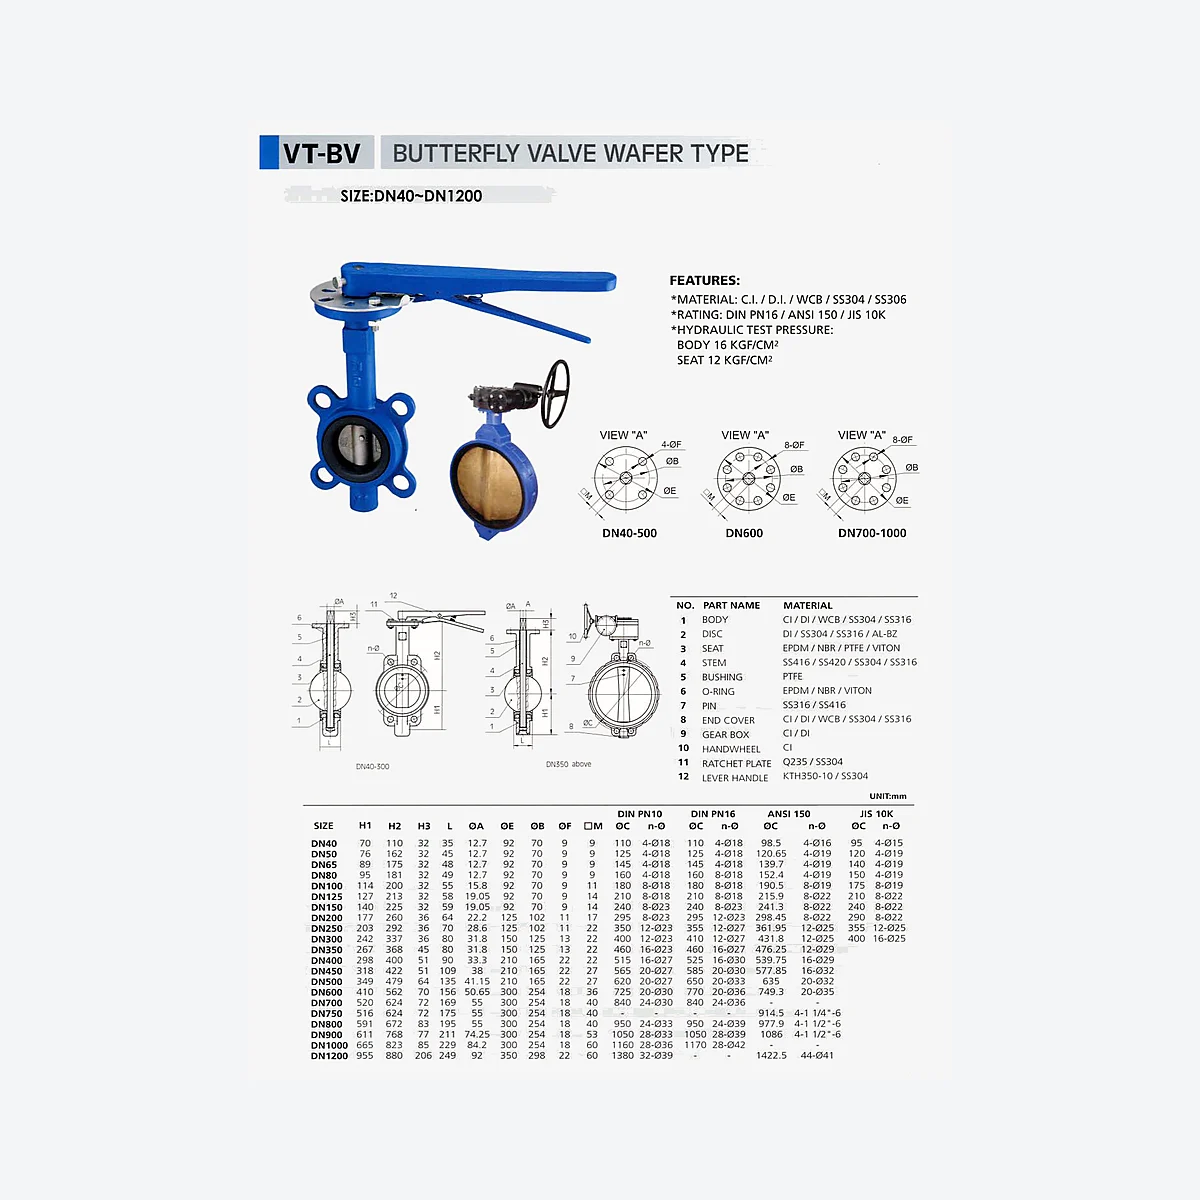 VT-BV BUTTERFLY VALVE WAFER TYPE
SIZE:DN40~DN1200
FEATURES:
*MATERIAL: C.I. / D.I. / WCB / SS304 / SS306
*RATING: DIN PN16 / ANSI 150 / JIS 10K
*HYDRAULIC TEST PRESSURE:
BODY 16 KGF/CM²
SEAT 12 KGF/CM²
VIEW "A" VIEW "A" VIEW "A"
4-ØF 8-ØF 8-ØF
ØB ØB ØB
ØE ØE ØE
□M □M □M
DN40-500 DN600 DN700-1000
ØA H3 6 5 4 3 2 1 L
12 11 n-Ø H2 H1
DN40-300
ØA A H3 H2 H1 6 5 4 3 2 1 L
10 9 7 8 ØC n-Ø
DN350 above
NO. PART NAME MATERIAL
1 BODY CI / DI / WCB / SS304 / SS316
2 DISC DI / SS304 / SS316 / AL-BZ
3 SEAT EPDM / NBR / PTFE / VITON
4 STEM SS416 / SS420 / SS304 / SS316
5 BUSHING PTFE
6 O-RING EPDM / NBR / VITON
7 PIN SS316 / SS416
8 END COVER CI / DI / WCB / SS304 / SS316
9 GEAR BOX CI / DI
10 HANDWHEEL CI
11 RATCHET PLATE Q235 / SS304
12 LEVER HANDLE KTH350-10 / SS304
UNIT:mm
DIN PN10 DIN PN16 ANSI 150 JIS 10K
SIZE H1 H2 H3 L ØA ØE ØB ØF □M ØC n-Ø ØC n-Ø ØC n-Ø ØC n-Ø
DN40 70 110 32 35 12.7 92 70 9 9 110 4-Ø18 110 4-Ø18 98.5 4-Ø16 95 4-Ø15
DN50 76 162 32 45 12.7 92 70 9 9 125 4-Ø18 125 4-Ø18 120.65 4-Ø19 120 4-Ø19
DN65 89 175 32 48 12.7 92 70 9 9 145 4-Ø18 145 4-Ø18 139.7 4-Ø19 140 4-Ø19
DN80 95 181 32 49 12.7 92 70 9 9 160 4-Ø18 160 8-Ø18 152.4 4-Ø19 150 4-Ø19
DN100 114 200 32 55 15.8 92 70 9 11 180 8-Ø18 180 8-Ø18 190.5 8-Ø19 175 8-Ø19
DN125 127 213 32 58 19.05 92 70 9 14 210 8-Ø18 210 8-Ø18 215.9 8-Ø22 210 8-Ø22
DN150 140 225 32 59 19.05 92 70 9 14 240 8-Ø23 240 8-Ø23 241.3 8-Ø22 240 8-Ø22
DN200 177 260 36 64 22.2 125 102 11 17 295 8-Ø23 295 12-Ø23 298.45 8-Ø22 290 8-Ø22
DN250 203 292 36 70 28.6 125 102 11 22 350 12-Ø23 355 12-Ø27 361.95 12-Ø25 355 12-Ø25
DN300 242 337 36 80 31.8 150 125 13 22 400 12-Ø23 410 12-Ø27 431.8 12-Ø25 400 16-Ø25
DN350 267 368 45 80 31.8 150 125 13 22 460 16-Ø23 460 16-Ø27 476.25 12-Ø29
DN400 298 400 51 90 33.3 210 165 22 22 515 16-Ø27 525 16-Ø30 539.75 16-Ø29
DN450 318 422 51 109 38 210 165 22 27 565 20-Ø27 585 20-Ø30 577.85 16-Ø32
DN500 349 479 64 135 41.15 210 165 22 27 620 20-Ø27 650 20-Ø33 635 20-Ø32
DN600 410 562 70 156 50.65 300 254 18 36 725 20-Ø30 770 20-Ø36 749.3 20-Ø35
DN700 520 624 72 169 55 300 254 18 40 840 24-Ø30 840 24-Ø36 - -
DN750 516 624 72 175 55 300 254 18 40 - - - - 914.5 4-1 1/4"-6
DN800 591 672 83 195 55 300 254 18 40 950 24-Ø33 950 24-Ø39 977.9 4-1 1/2"-6
DN900 611 768 77 211 74.25 300 254 18 53 1050 28-Ø33 1050 28-Ø39 1086 4-1 1/2"-6
DN1000 665 823 85 229 84.2 300 254 18 60 1160 28-Ø36 1170 28-Ø42 - -
DN1200 955 880 206 249 92 350 298 22 60 1380 32-Ø39 - - 1422.5 44-Ø41